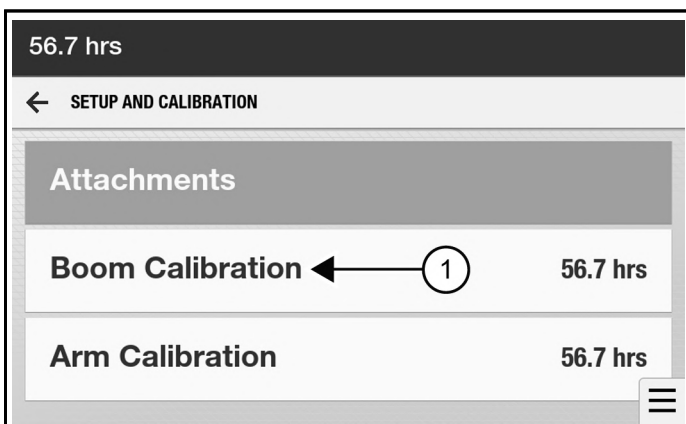 56.7 hrs
SETUP AND CALIBRATION
Attachments
Boom Calibration 1 56.7 hrs
Arm Calibration 56.7 hrs